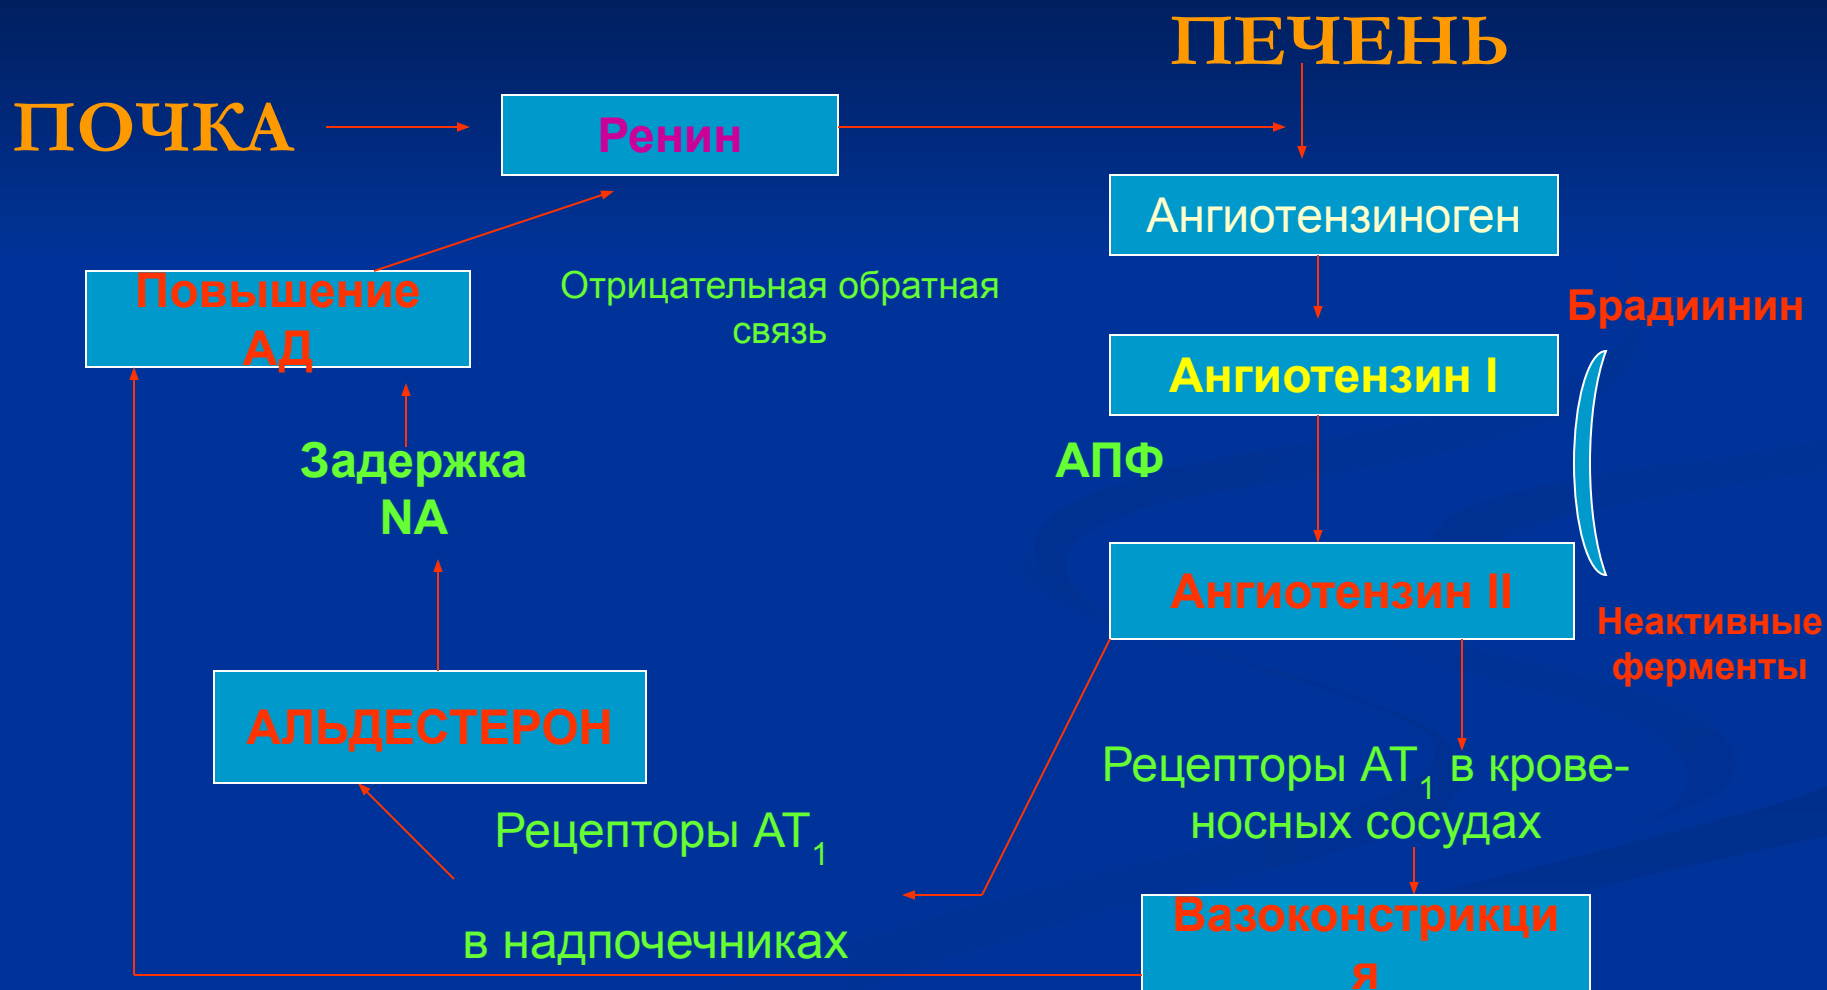 ПЕЧЕНЬ
ПОЧКА
Ренин
Ангиотензиноген
Повышение
АД
Отрицательная обратная
связь
Брадиинин
Ангиотензин I
Задержка
NA
АПФ
Ангиотензин II
Неактивные
ферменты
АЛЬДЕСТЕРОН
Рецепторы АТ1 в крове-
носных сосудах
Рецепторы АТ1
в надпочечниках
Вазоконстрикци
я